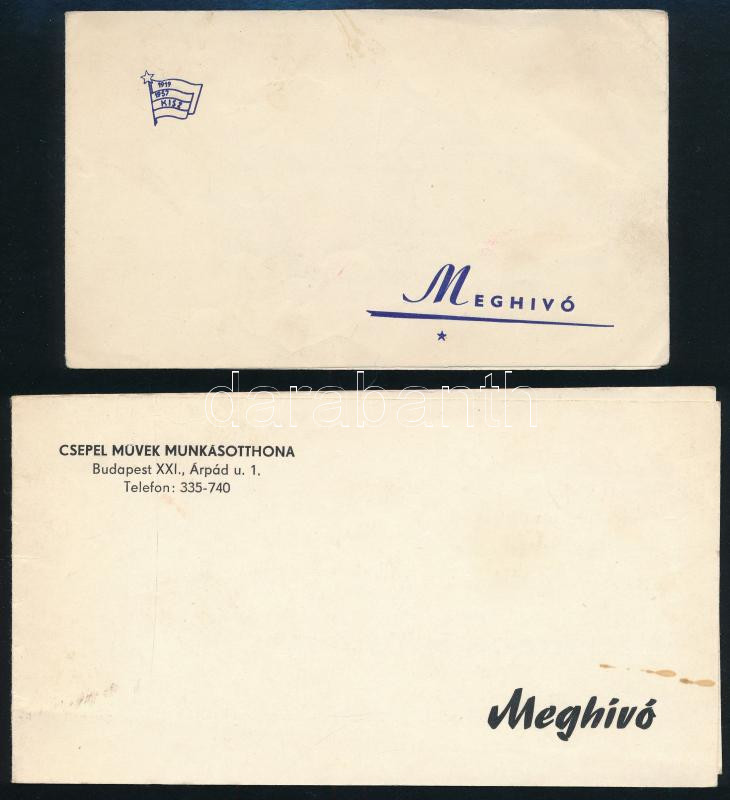 1919
1957
KISZ
MEGHIVÓ
darabanth
CSEPEL MŰVEK MUNKÁSOTTHONA
Budapest XXI., Árpád u. 1.
Telefon: 335-740
Meghívó